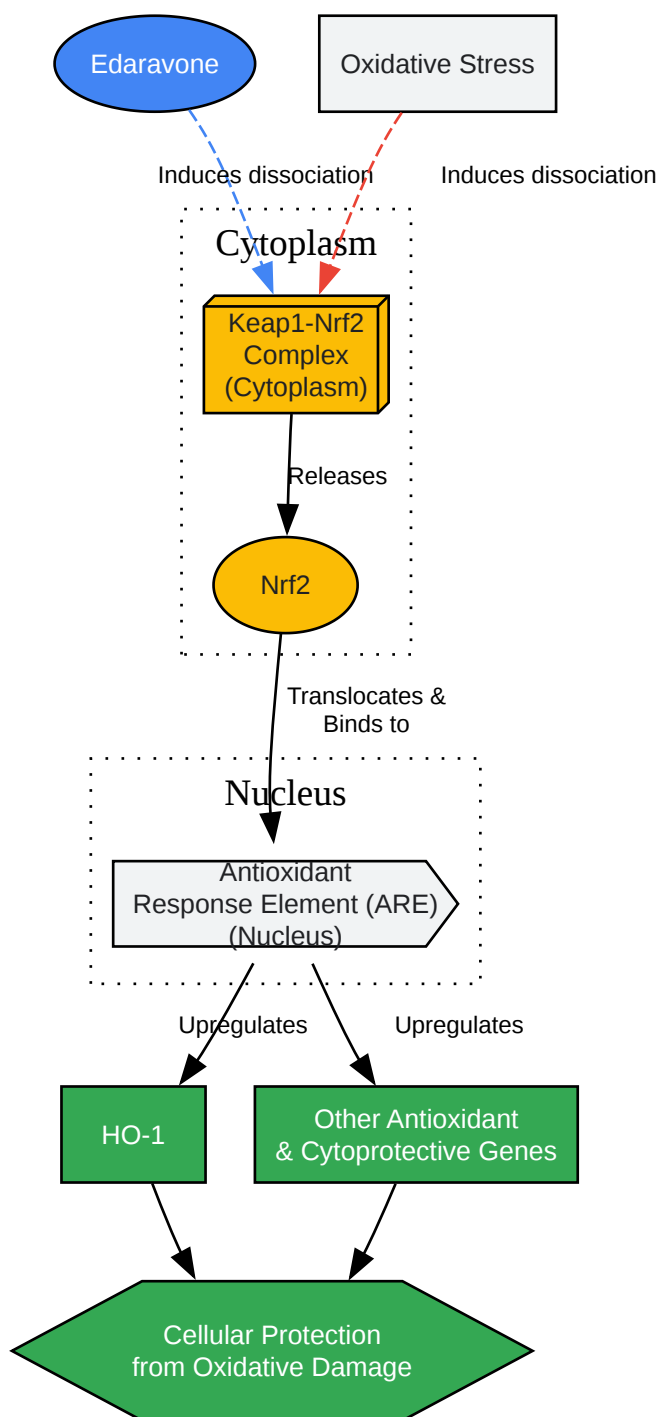 Edaravone
Oxidative Stress
Induces dissociation
Induces dissociation
Cytoplasm
Keap1-Nrf2
Complex
(Cytoplasm)
Releases
Nrf2
Translocates &
Binds to
Nucleus
Antioxidant
Response Element (ARE)
(Nucleus)
Upregulates
Upregulates
HO-1
Other Antioxidant
& Cytoprotective Genes
Cellular Protection
from Oxidative Damage